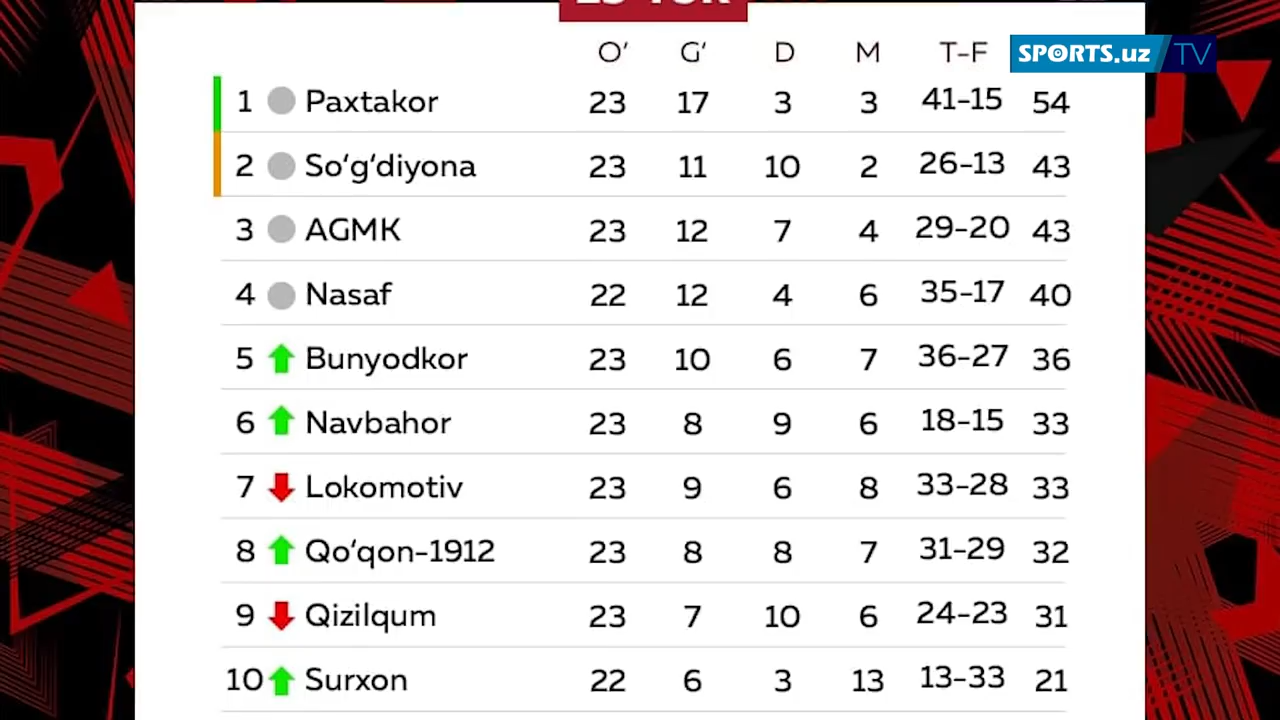 O‘ G‘ D M T-F
SPORTS.uz TV
1 Paxtakor 23 17 3 3 41-15 54
2 So‘g‘diyona 23 11 10 2 26-13 43
3 AGMK 23 12 7 4 29-20 43
4 Nasaf 22 12 4 6 35-17 40
5 Bunyodkor 23 10 6 7 36-27 36
6 Navbahor 23 8 9 6 18-15 33
7 Lokomotiv 23 9 6 8 33-28 33
8 Qo‘qon-1912 23 8 8 7 31-29 32
9 Qizilqum 23 7 10 6 24-23 31
10 Surxon 22 6 3 13 13-33 21